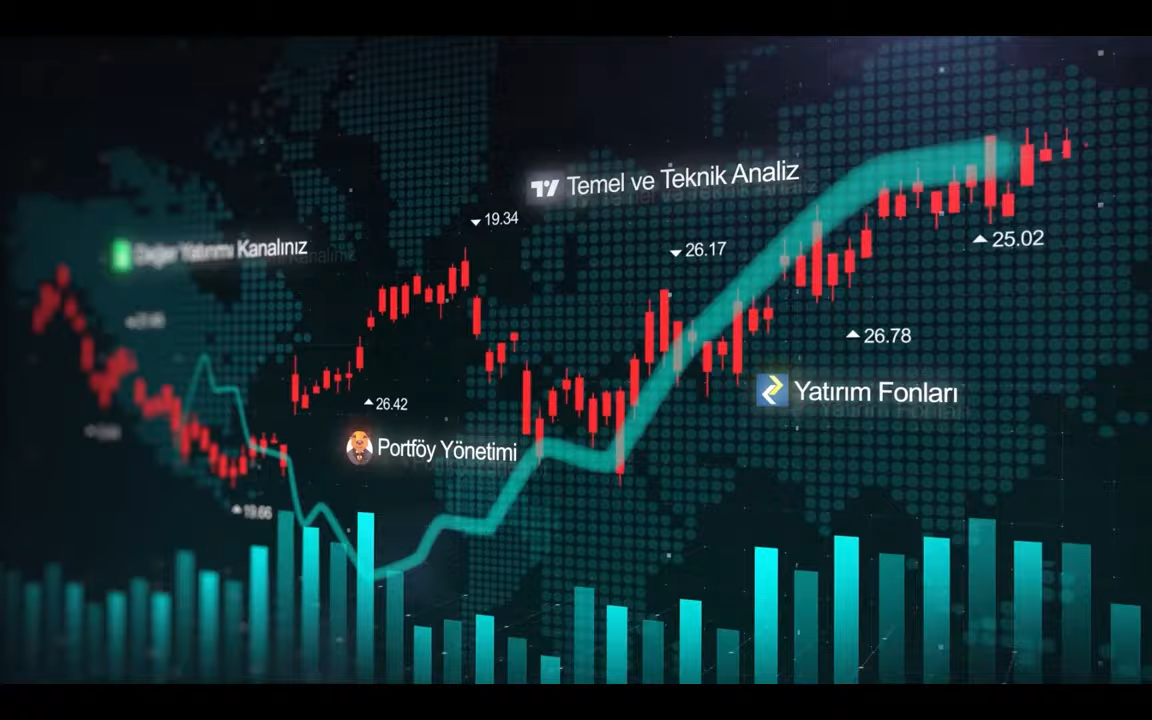 Temel ve Teknik Analiz
▼ 19.34
Değer Yatırımı Kanalınız
▼ 26.17
▲ 25.02
▲ 26.78
Yatırım Fonları
▲ 26.42
Portföy Yönetimi
▲ 19.66